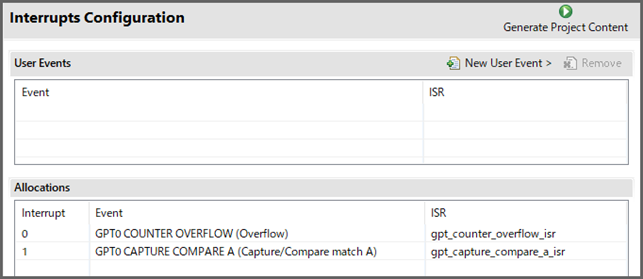 Interrupts Configuration
Generate Project Content
User Events
New User Event >
Remove
Event ISR
Allocations
Interrupt Event ISR
0 GPT0 COUNTER OVERFLOW (Overflow) gpt_counter_overflow_isr
1 GPT0 CAPTURE COMPARE A (Capture/Compare match A) gpt_capture_compare_a_isr